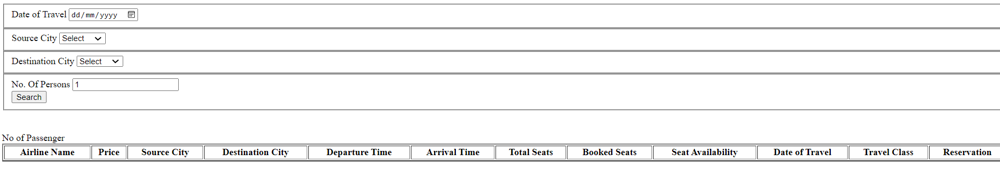 Date of Travel dd/mm/yyyy
Source City Select
Destination City Select
No. Of Persons 1
Search
No of Passenger
Airline Name Price Source City Destination City Departure Time Arrival Time Total Seats Booked Seats Seat Availability Date of Travel Travel Class Reservation